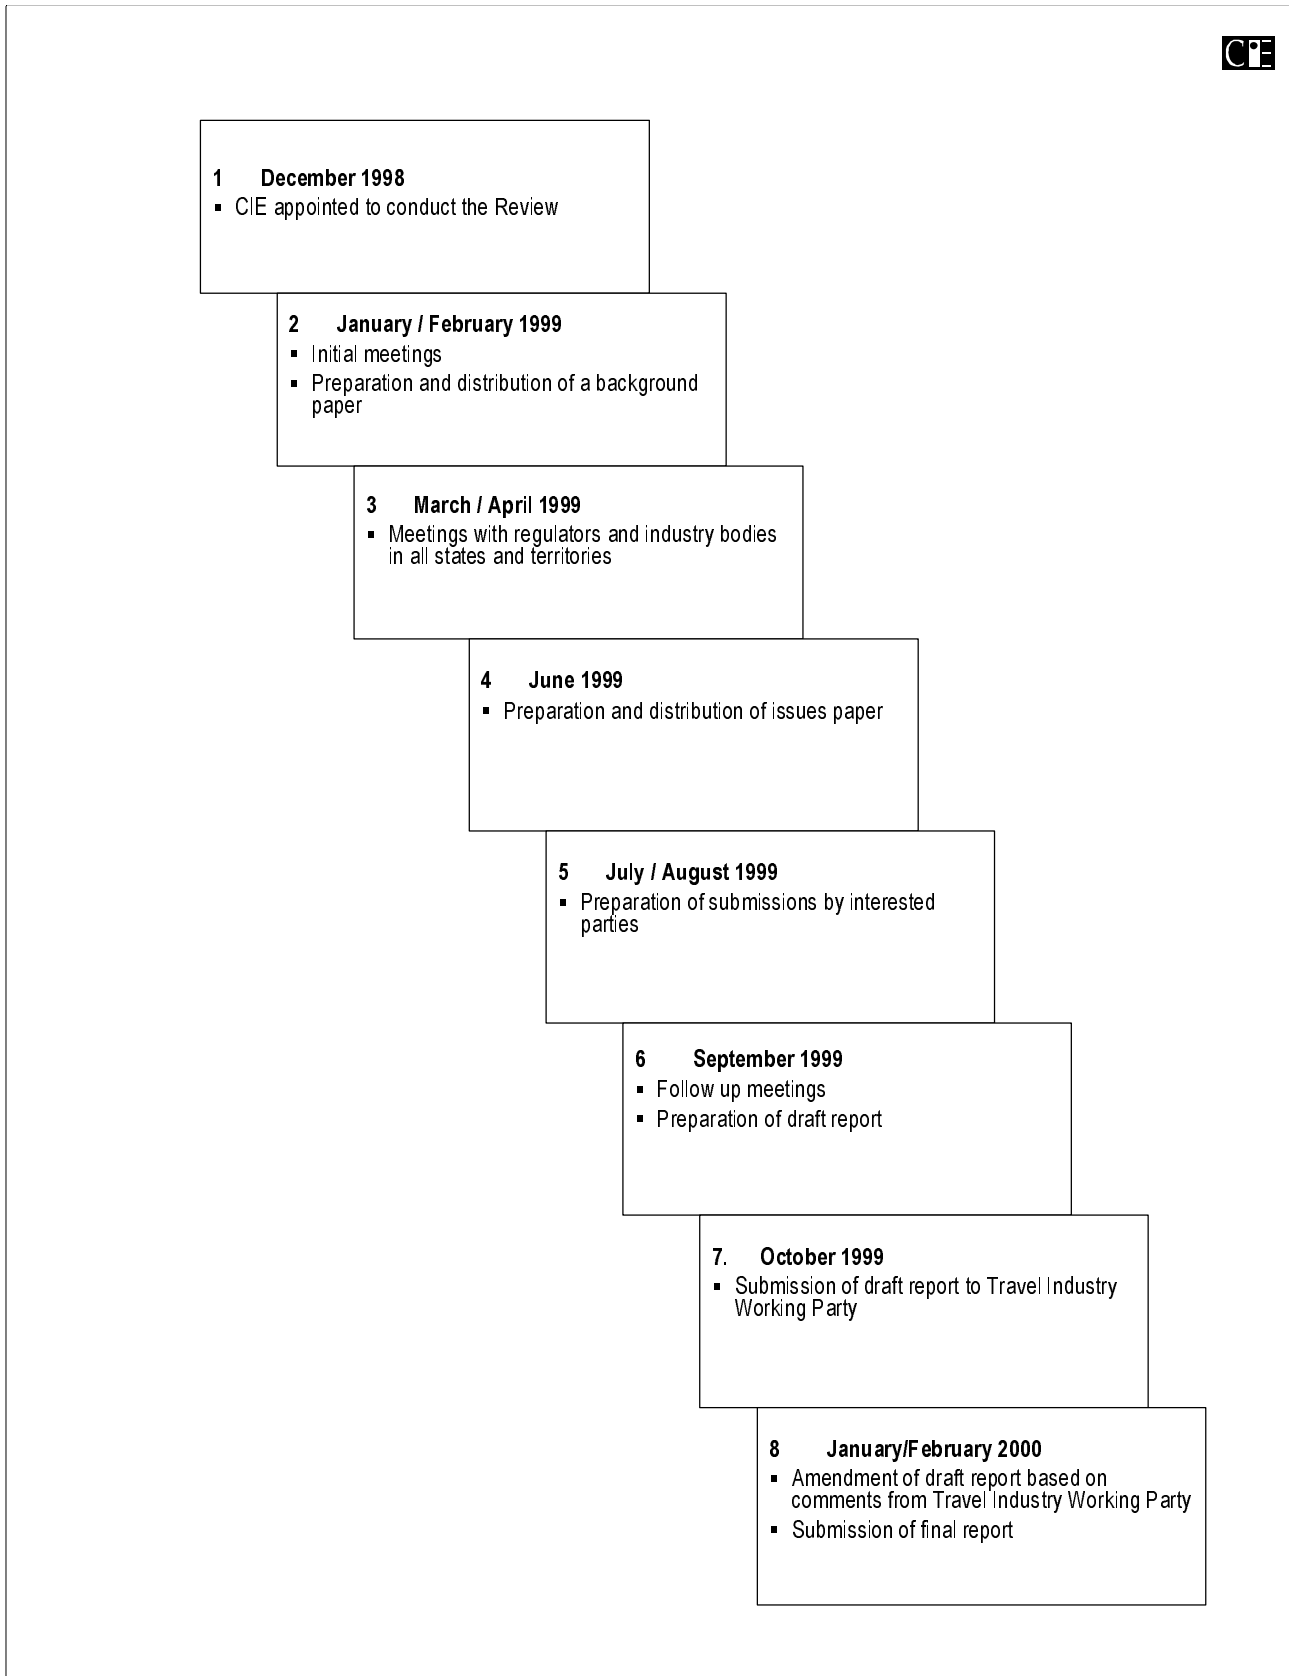 CIE
1 December 1998
▪ CIE appointed to conduct the Review
2 January / February 1999
▪ Initial meetings
▪ Preparation and distribution of a background
paper
3 March / April 1999
▪ Meetings with regulators and industry bodies
in all states and territories
4 June 1999
▪ Preparation and distribution of issues paper
5 July / August 1999
▪ Preparation of submissions by interested
parties
6 September 1999
▪ Follow up meetings
▪ Preparation of draft report
7. October 1999
▪ Submission of draft report to Travel Industry
Working Party
8 January/February 2000
▪ Amendment of draft report based on
comments from Travel Industry Working Party
▪ Submission of final report